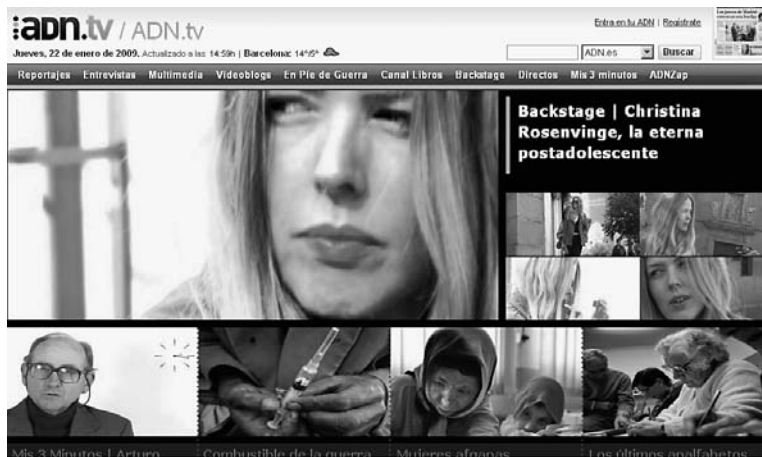 :aDn.tv / ADN.tv
Entra en tu ADN | Regístrate
Jueves, 22 de enero de 2009. Actualizado a las 14:59h | Barcelona: 14º/5º
ADN.es
Buscar
Reportajes Entrevistas Multimedia Videoblogs En Pie de Guerra Canal Libros Backstage Directos Mis 3 minutos ADNZap
Backstage | Christina
Rosenvinge, la eterna
postadolescente
Mis 3 Minutos | Arturo
Combustible de la guerra
Mujeres afganas
Los últimos analfabetos